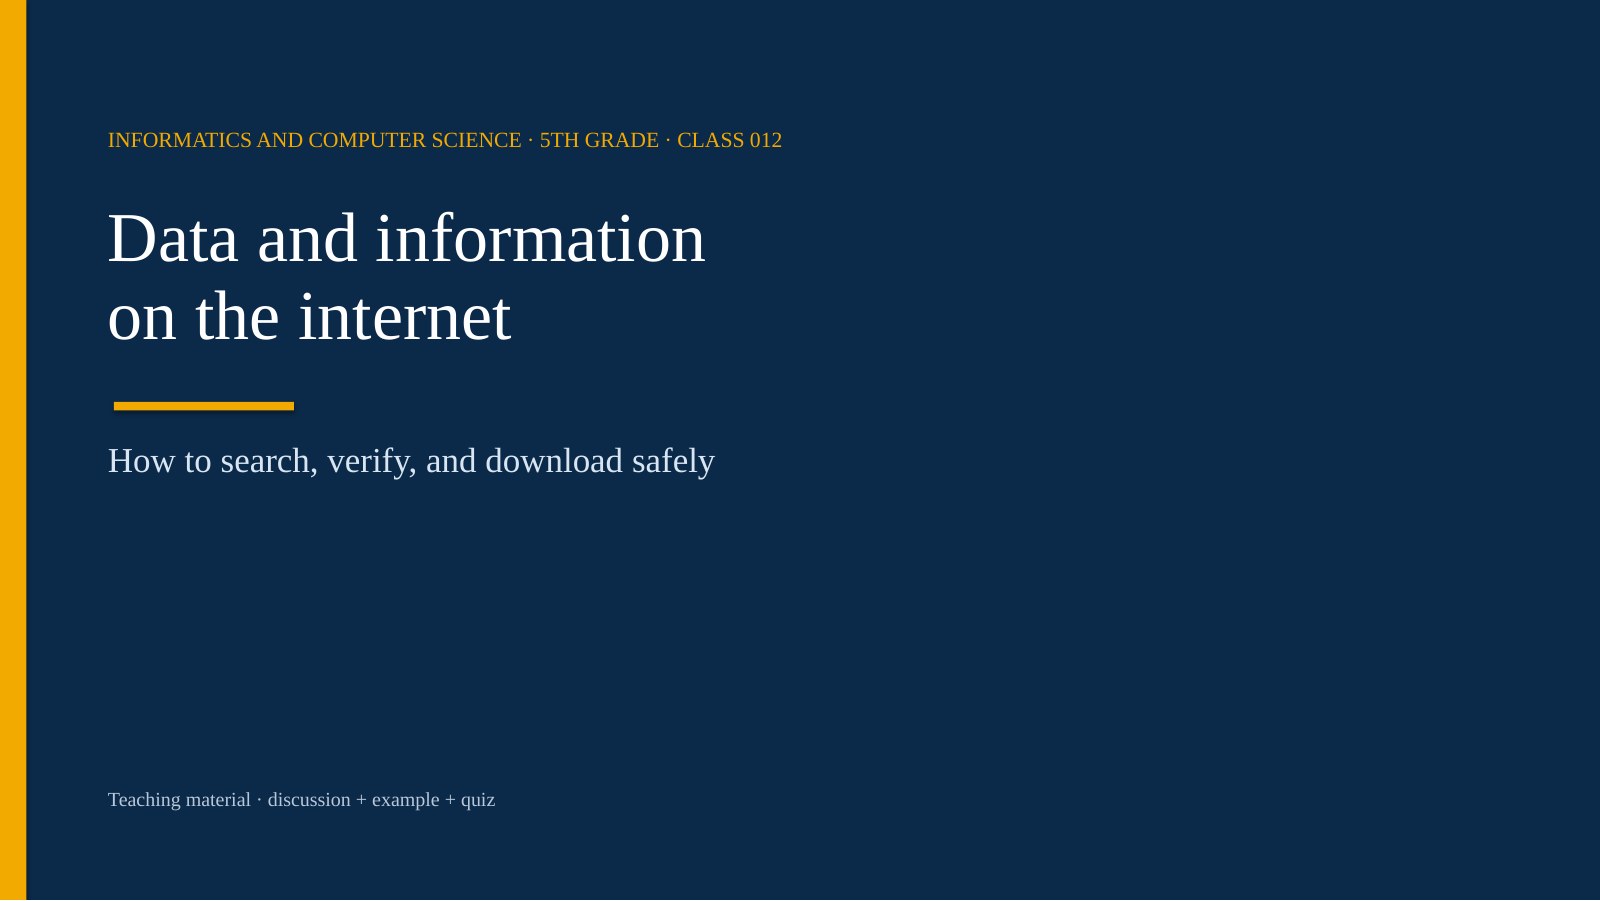 INFORMATICS AND COMPUTER SCIENCE · 5TH GRADE · CLASS 012
Data and information
on the internet
How to search, verify, and download safely
Teaching material · discussion + example + quiz